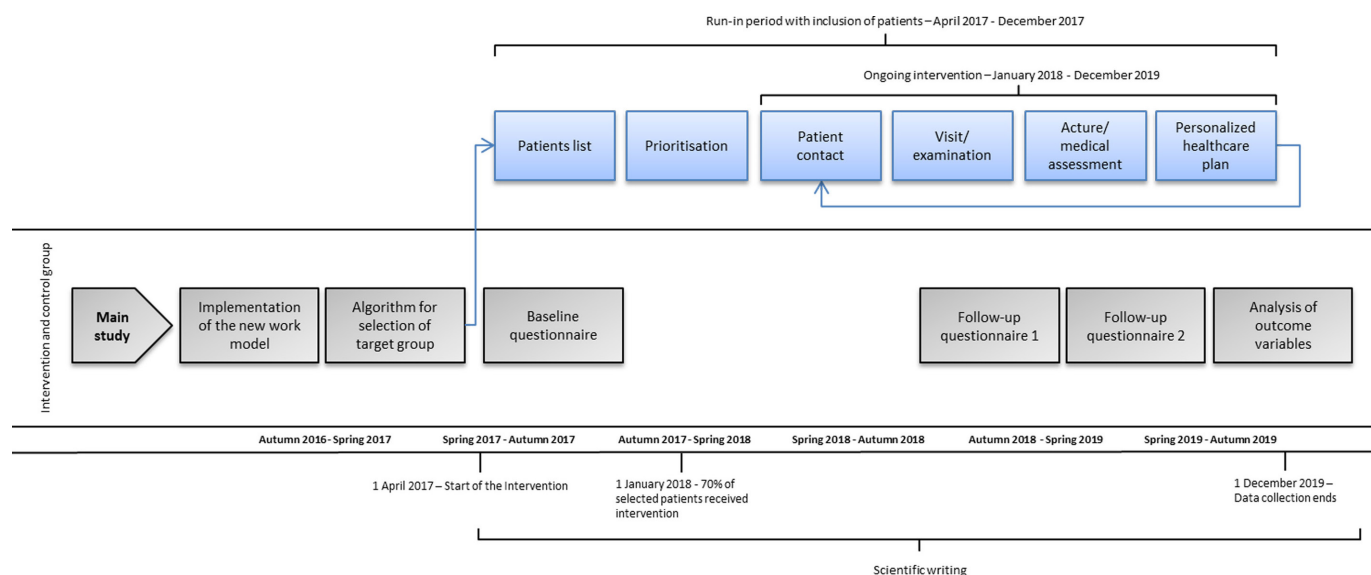 Run-in period with inclusion of patients – April 2017 - December 2017
Ongoing intervention – January 2018 - December 2019
Patients list
Prioritisation
Patient
contact
Visit/
examination
Acture/
medical
assessment
Personalized
healthcare
plan
Intervention and control group
Main
study
Implementation
of the new work
model
Algorithm for
selection of
target group
Baseline
questionnaire
Follow-up
questionnaire 1
Follow-up
questionnaire 2
Analysis of
outcome
variables
Autumn 2016 - Spring 2017
Spring 2017 - Autumn 2017
Autumn 2017 - Spring 2018
Spring 2018 - Autumn 2018
Autumn 2018 - Spring 2019
Spring 2019 - Autumn 2019
1 April 2017 – Start of the Intervention
1 January 2018 - 70% of
selected patients received
intervention
1 December 2019 –
Data collection ends
Scientific writing